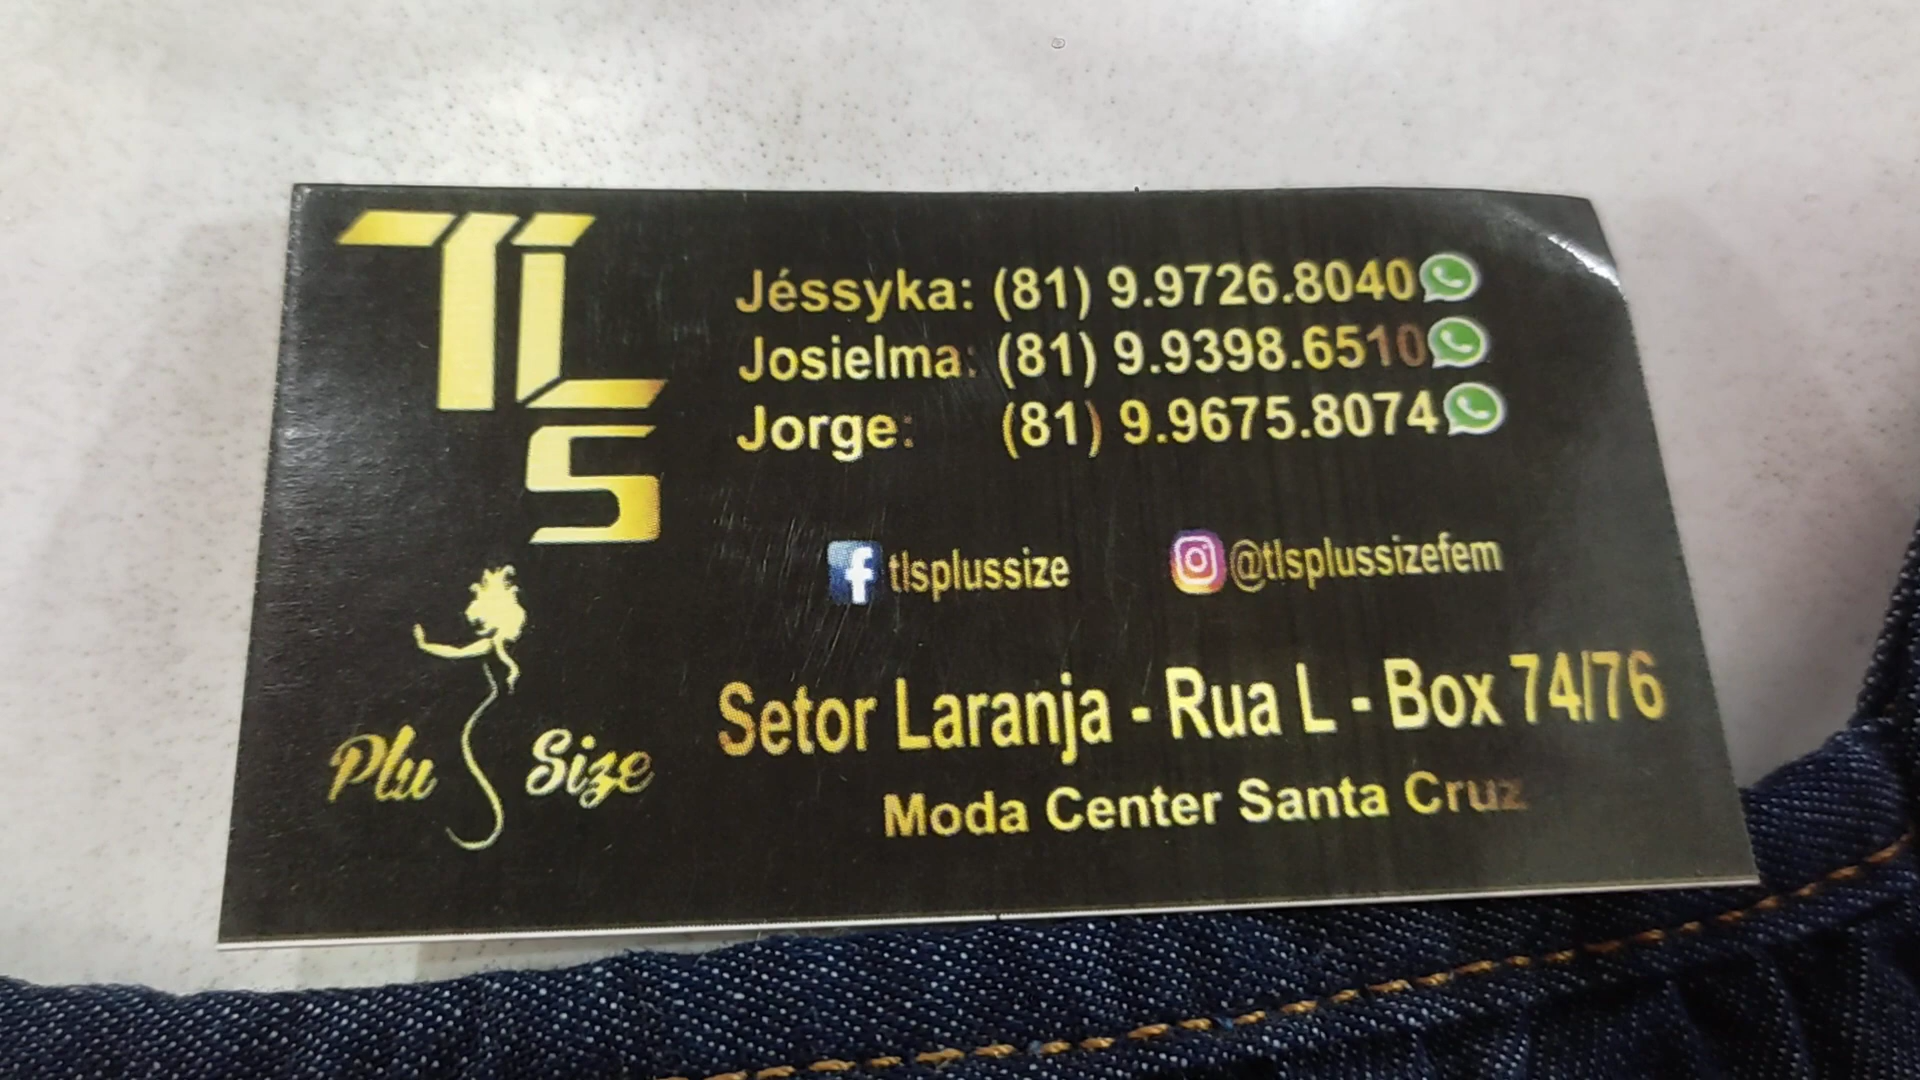 TLS
Plu Size
Jéssyka: (81) 9.9726.8040
Josielma: (81) 9.9398.6510
Jorge: (81) 9.9675.8074
tlsplussize @tlsplussizefem
Setor Laranja - Rua L - Box 74/76
Moda Center Santa Cruz